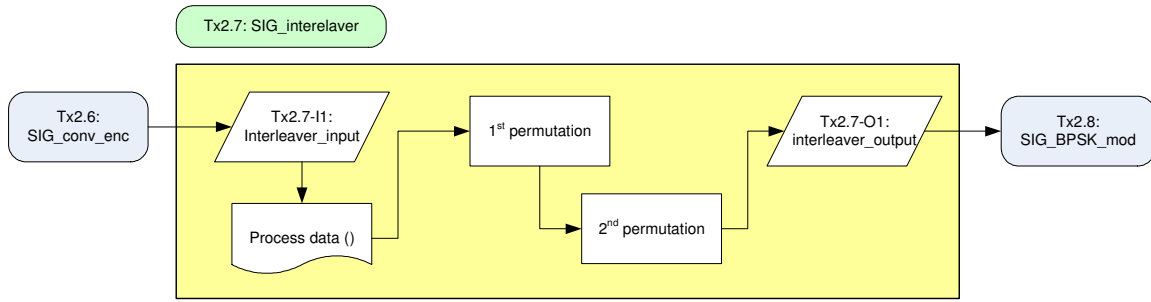 Tx2.7: SIG_interelaver
Tx2.6:
SIG_conv_enc
Tx2.7-I1:
Interleaver_input
Process data ()
1st permutation
2nd permutation
Tx2.7-O1:
interleaver_output
Tx2.8:
SIG_BPSK_mod